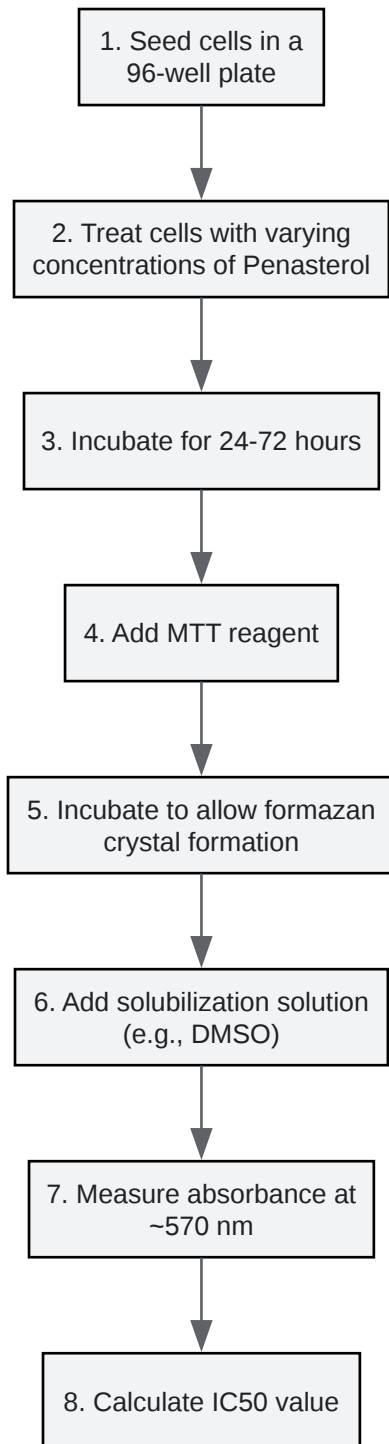 1. Seed cells in a
96-well plate
2. Treat cells with varying
concentrations of Penasterol
3. Incubate for 24-72 hours
4. Add MTT reagent
5. Incubate to allow formazan
crystal formation
6. Add solubilization solution
(e.g., DMSO)
7. Measure absorbance at
~570 nm
8. Calculate IC50 value